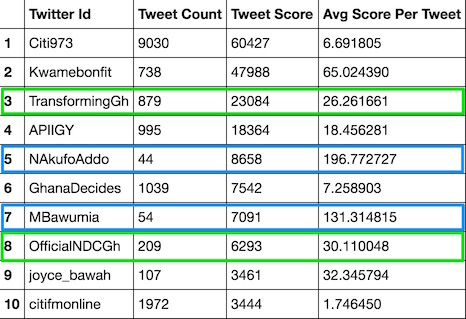 Twitter Id Tweet Count Tweet Score Avg Score Per Tweet
1 Citi973 9030 60427 6.691805
2 Kwamebonfit 738 47988 65.024390
3 TransformingGh 879 23084 26.261661
4 APIIGY 995 18364 18.456281
5 NAkufoAddo 44 8658 196.772727
6 GhanaDecides 1039 7542 7.258903
7 MBawumia 54 7091 131.314815
8 OfficialNDCGh 209 6293 30.110048
9 joyce_bawah 107 3461 32.345794
10 citifmonline 1972 3444 1.746450